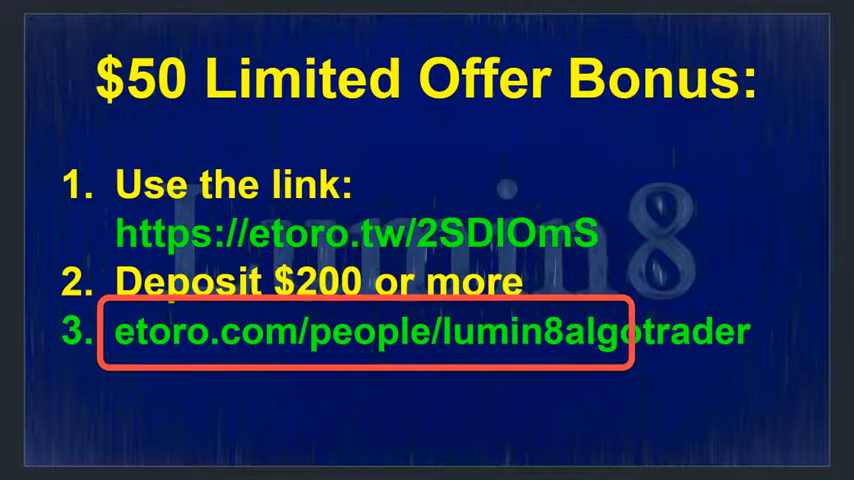 $50 Limited Offer Bonus:
1. Use the link:
https://etoro.tw/2SDIOmS
2. Deposit $200 or more
3. etoro.com/people/lumin8algotrader
Lumin8